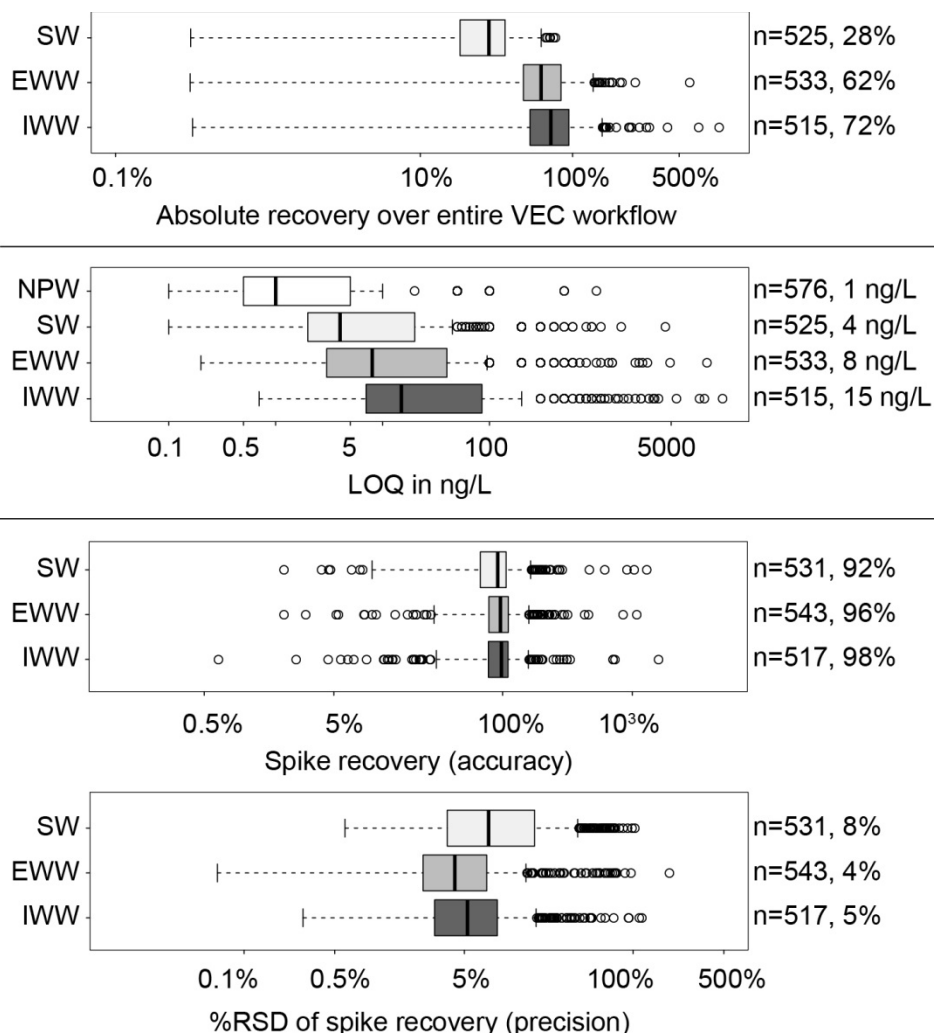 SW n=525, 28%
EWW n=533, 62%
IWW n=515, 72%
0.1% 10% 100% 500%
Absolute recovery over entire VEC workflow
NPW n=576, 1 ng/L
SW n=525, 4 ng/L
EWW n=533, 8 ng/L
IWW n=515, 15 ng/L
0.1 0.5 5 100 5000
LOQ in ng/L
SW n=531, 92%
EWW n=543, 96%
IWW n=517, 98%
0.5% 5% 100% 10³%
Spike recovery (accuracy)
SW n=531, 8%
EWW n=543, 4%
IWW n=517, 5%
0.1% 0.5% 5% 100% 500%
%RSD of spike recovery (precision)